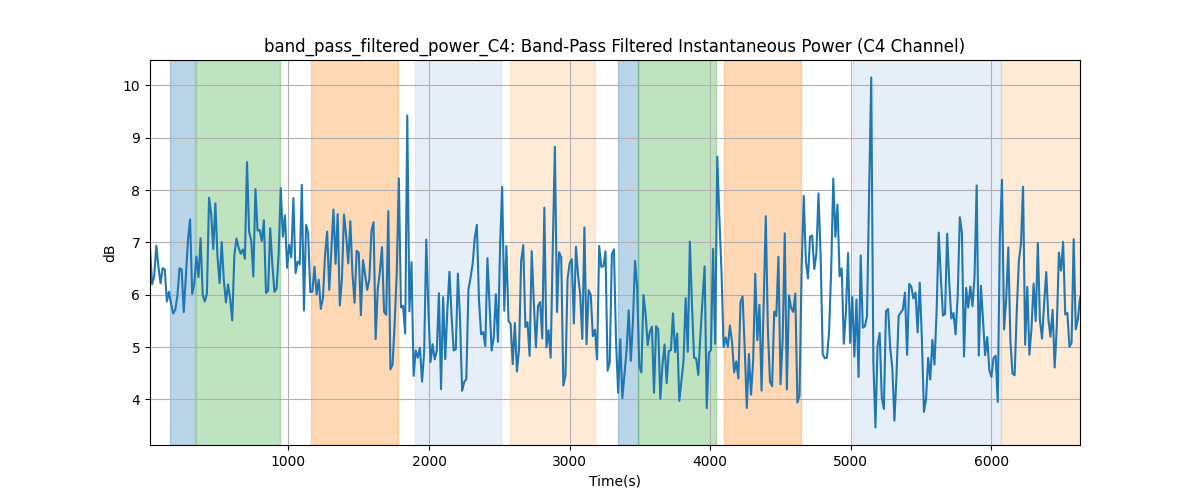 band_pass_filtered_power_C4: Band-Pass Filtered Instantaneous Power (C4 Channel)
10
9
8
7
6
5
4
dB
1000 2000 3000 4000 5000 6000
Time(s)